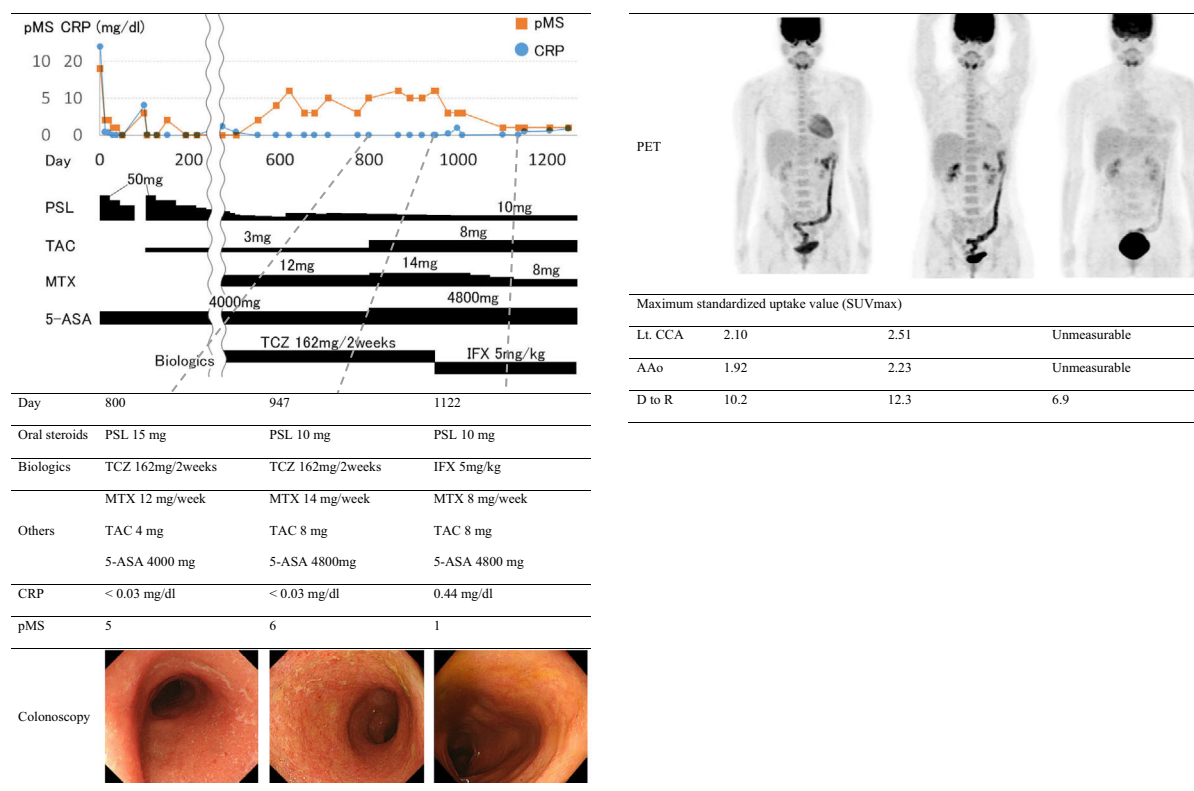 pMS CRP (mg/dl)
pMS
CRP
10 20
5 10
0 0
Day 0 200 600 800 1000 1200
50mg
PSL 10mg
TAC 3mg 8mg
MTX 12mg 14mg 8mg
5-ASA 4000mg 4800mg
Biologics TCZ 162mg/2weeks IFX 5mg/kg
Day 800 947 1122
Oral steroids PSL 15 mg PSL 10 mg PSL 10 mg
Biologics TCZ 162mg/2weeks TCZ 162mg/2weeks IFX 5mg/kg
MTX 12 mg/week MTX 14 mg/week MTX 8 mg/week
Others TAC 4 mg TAC 8 mg TAC 8 mg
5-ASA 4000 mg 5-ASA 4800mg 5-ASA 4800 mg
CRP < 0.03 mg/dl < 0.03 mg/dl 0.44 mg/dl
pMS 5 6 1
Colonoscopy
PET
Maximum standardized uptake value (SUVmax)
Lt. CCA 2.10 2.51 Unmeasurable
AAo 1.92 2.23 Unmeasurable
D to R 10.2 12.3 6.9